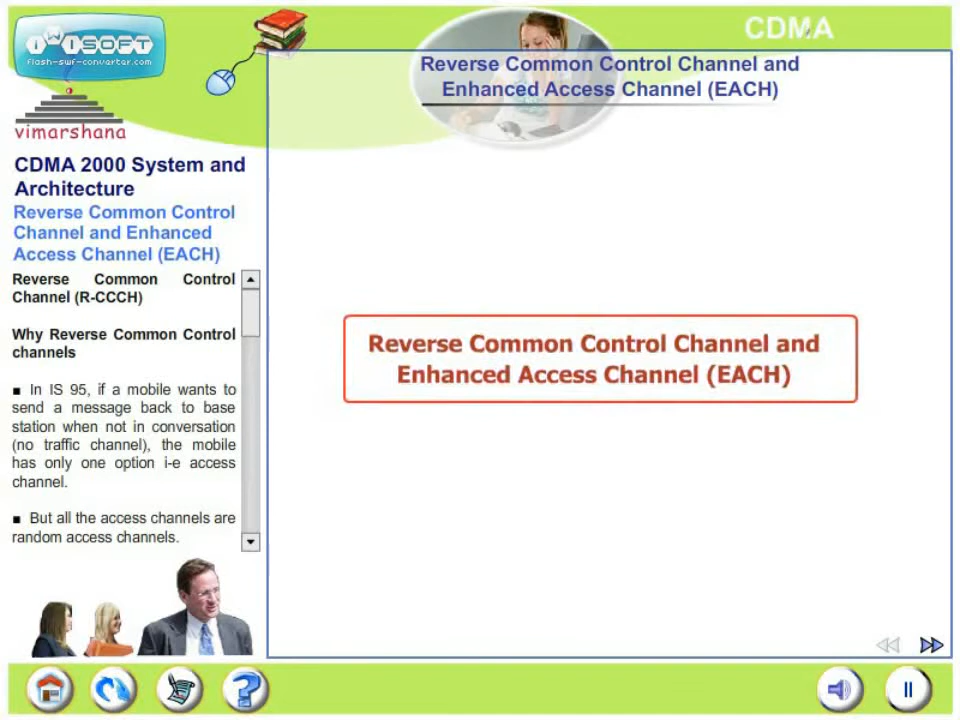 iWiSOFT
flash-swf-converter.com
vimarshana
CDMA
Reverse Common Control Channel and
Enhanced Access Channel (EACH)
CDMA 2000 System and
Architecture
Reverse Common Control
Channel and Enhanced
Access Channel (EACH)
Reverse Common Control
Channel (R-CCCH)
Why Reverse Common Control
channels
■ In IS 95, if a mobile wants to
send a message back to base
station when not in conversation
(no traffic channel), the mobile
has only one option i-e access
channel.
■ But all the access channels are
random access channels.
Reverse Common Control Channel and
Enhanced Access Channel (EACH)